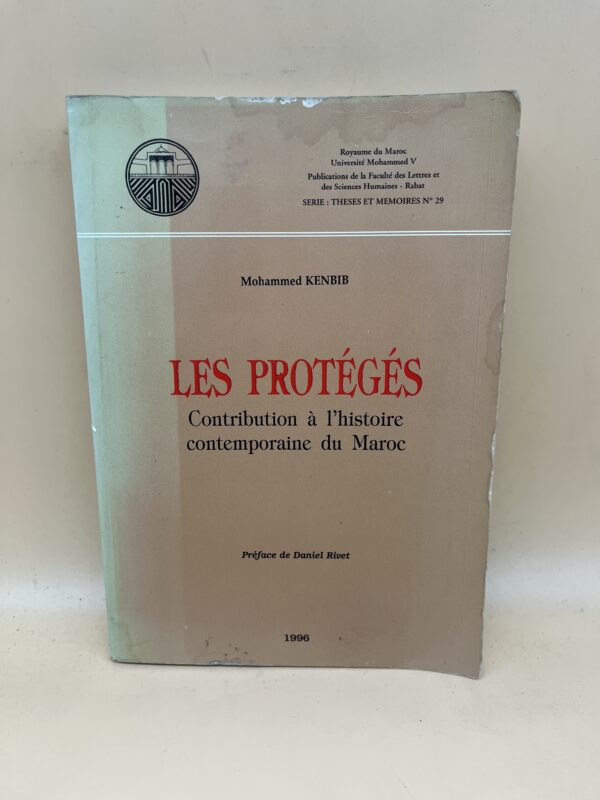 Royaume du Maroc
Université Mohammed V
Publications de la Faculté des Lettres et
des Sciences Humaines - Rabat
SERIE : THESES ET MEMOIRES N° 29
Mohammed KENBIB
LES PROTÉGÉS
Contribution à l'histoire
contemporaine du Maroc
Préface de Daniel Rivet
1996